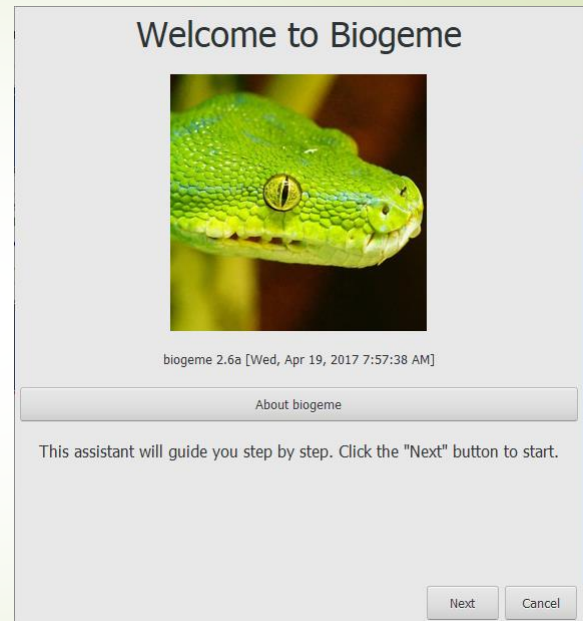 Welcome to Biogeme
biogeme 2.6a [Wed, Apr 19, 2017 7:57:38 AM]
About biogeme
This assistant will guide you step by step. Click the "Next" button to start.
Next
Cancel